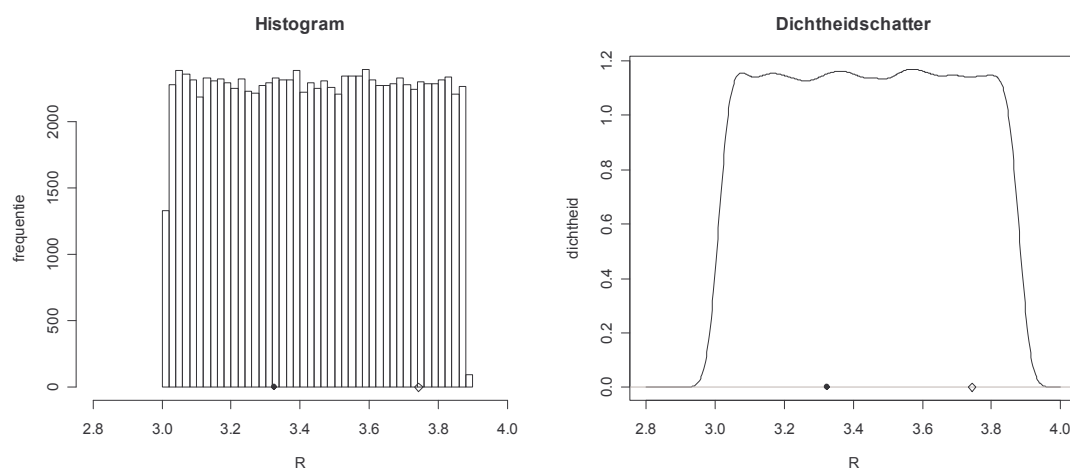 Histogram
frequentie
2000
1500
1000
500
0
2.8 3.0 3.2 3.4 3.6 3.8 4.0
R
Dichtheidschatter
dichtheid
1.2
1.0
0.8
0.6
0.4
0.2
0.0
2.8 3.0 3.2 3.4 3.6 3.8 4.0
R